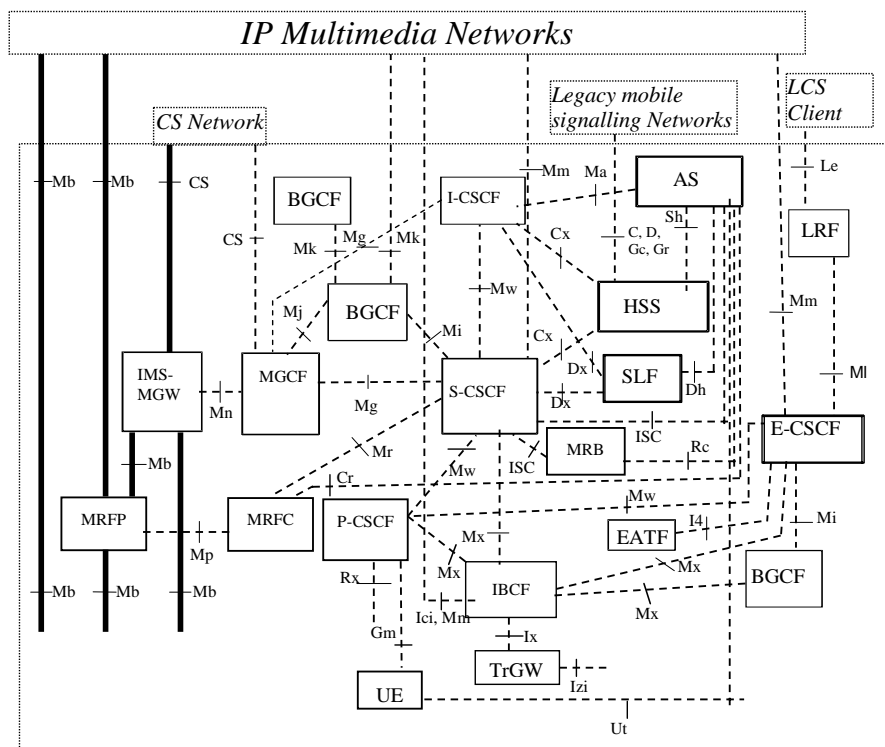 IP Multimedia Networks
Legacy mobile
signalling Networks
LCS
Client
CS Network
Mb
Mb
CS
Mm
Ma
AS
Le
BGCF
I-CSCF
Sh
LRF
CS
Mk
Mg
Mk
Cx
C, D,
Gc, Gr
Mw
HSS
Mm
BGCF
Mj
Mi
Cx
IMS-
MGW
MGCF
S-CSCF
Dx
SLF
Dh
Ml
Mn
Mg
Dx
ISC
E-CSCF
Mr
Mw
ISC
MRB
Rc
Mb
Cr
Mw
MRFP
MRFC
P-CSCF
I4
Mp
Mx
EATF
Mi
Mx
Mx
BGCF
Rx
IBCF
Mb
Mb
Mb
Ici, Mm
Mx
Gm
Ix
TrGW
UE
Izi
Ut